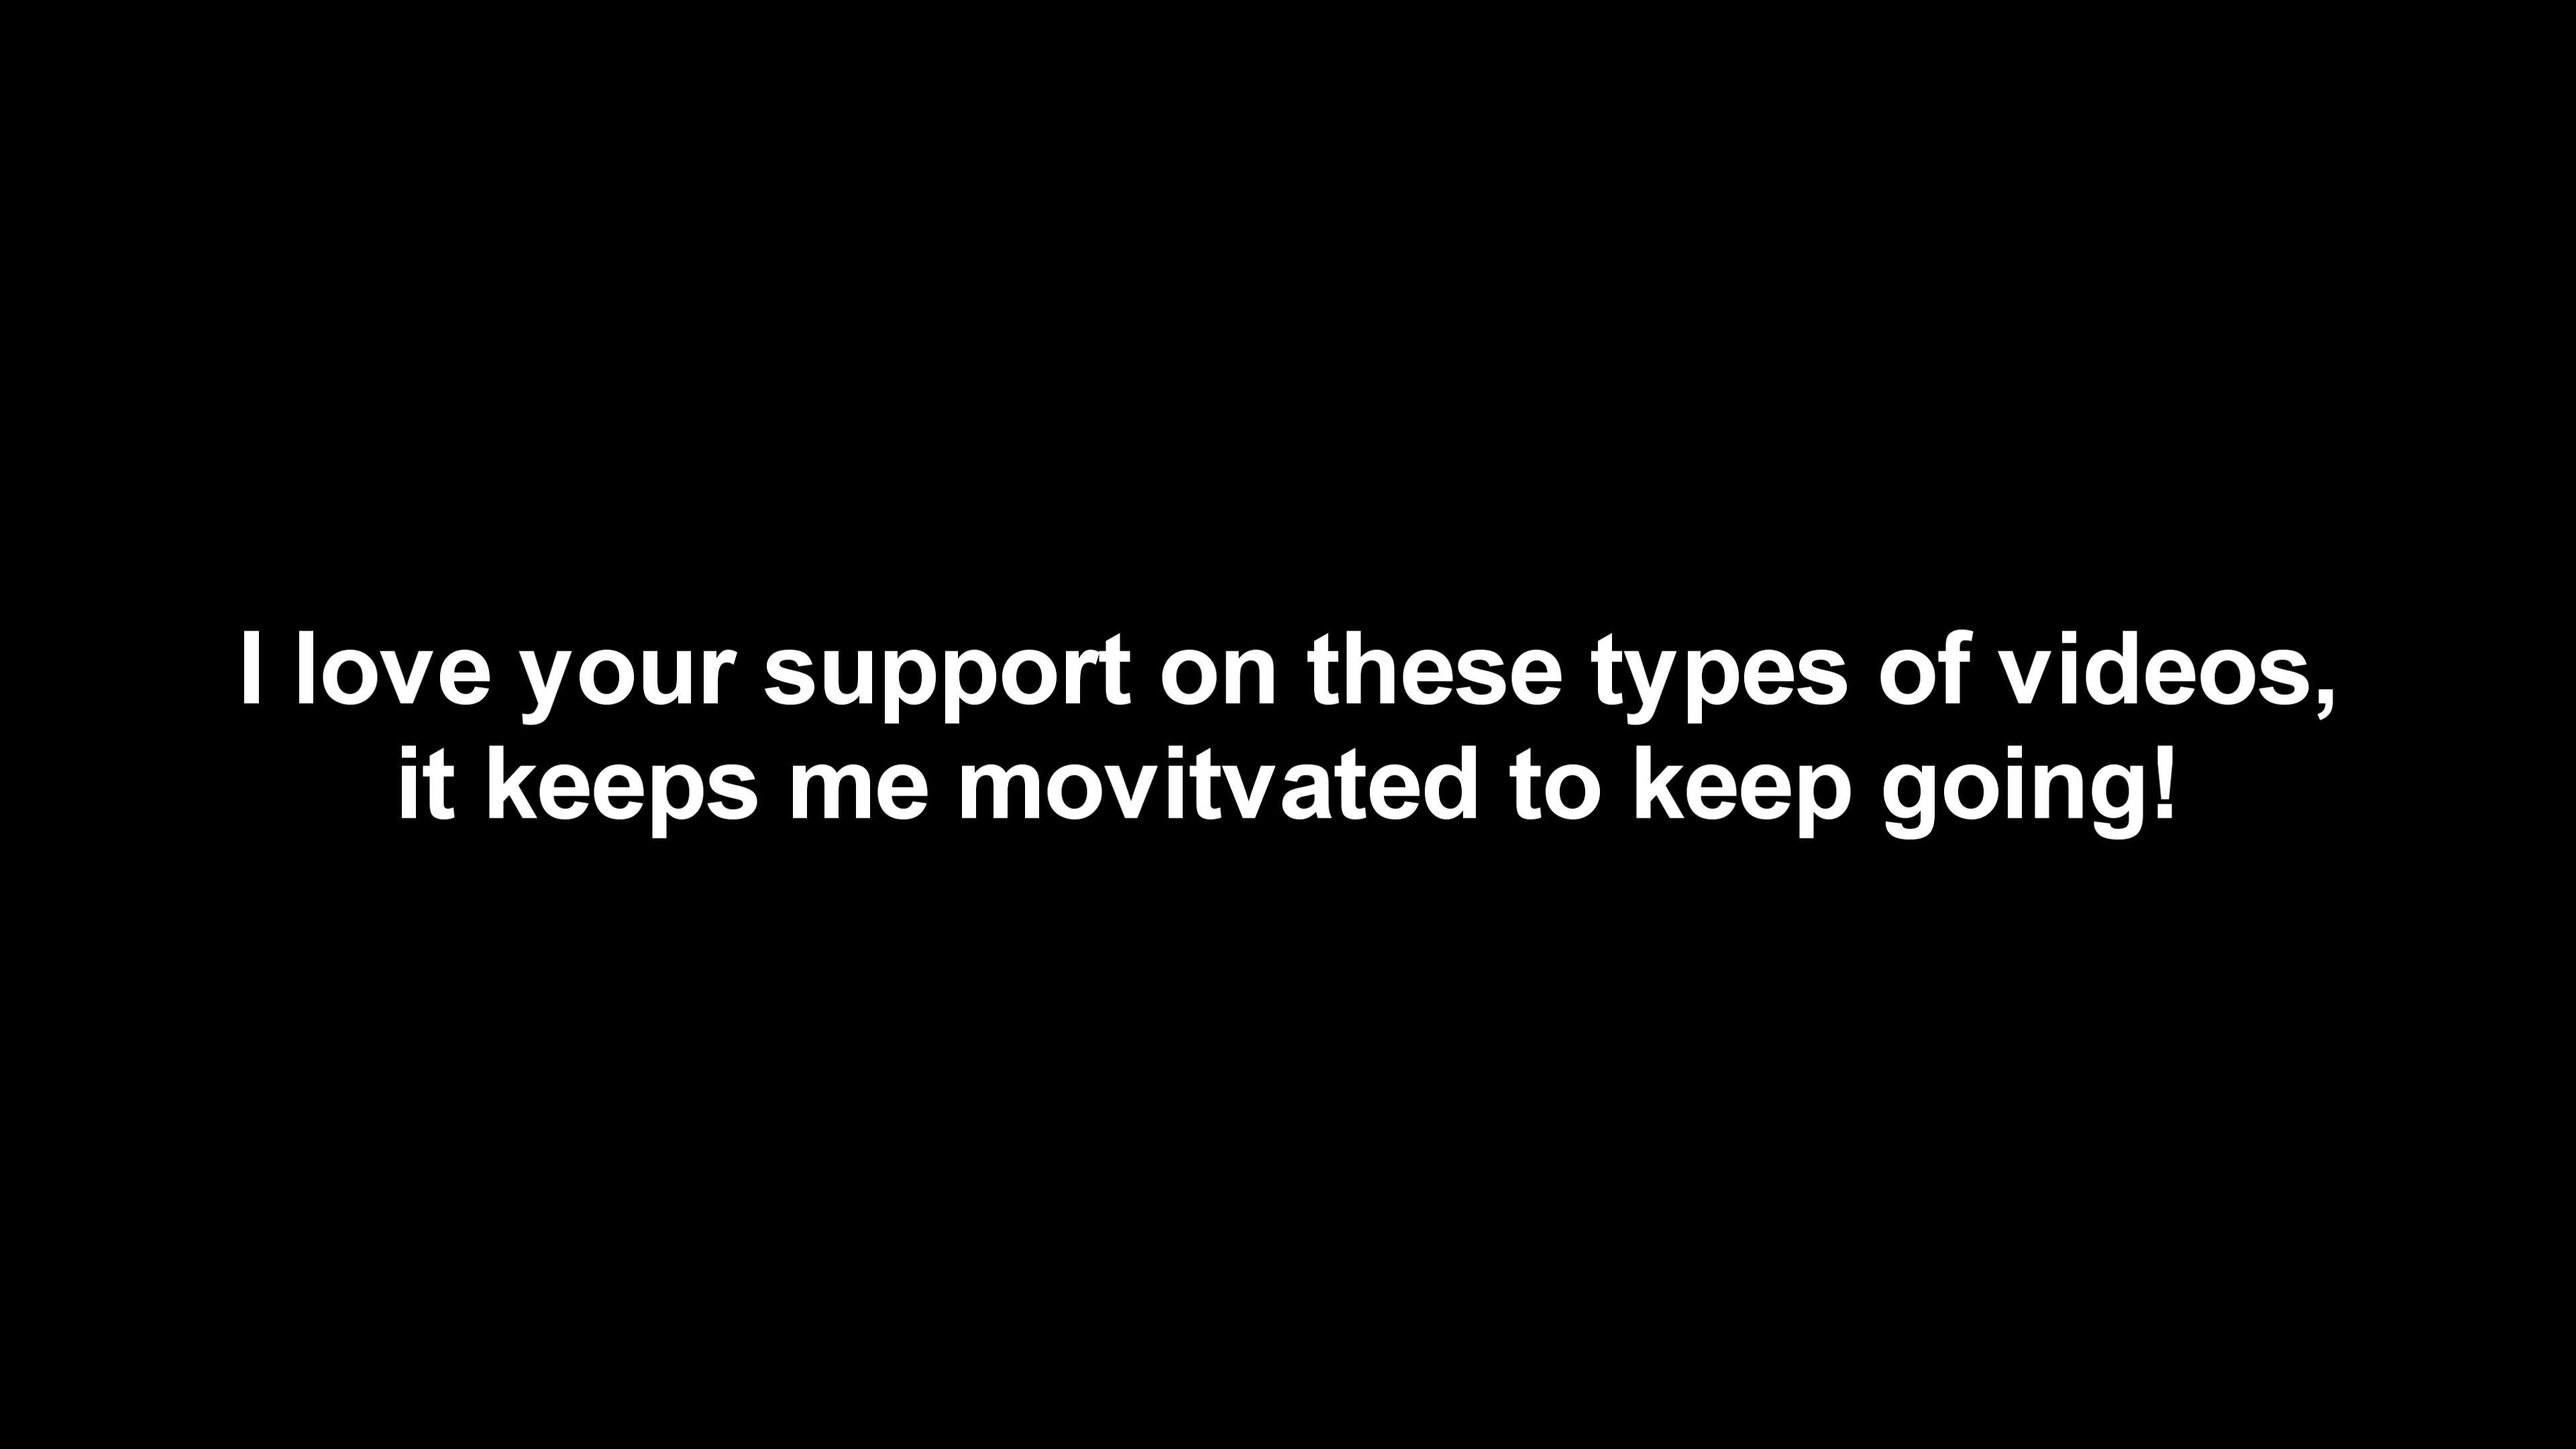 I love your support on these types of videos,
it keeps me movitvated to keep going!